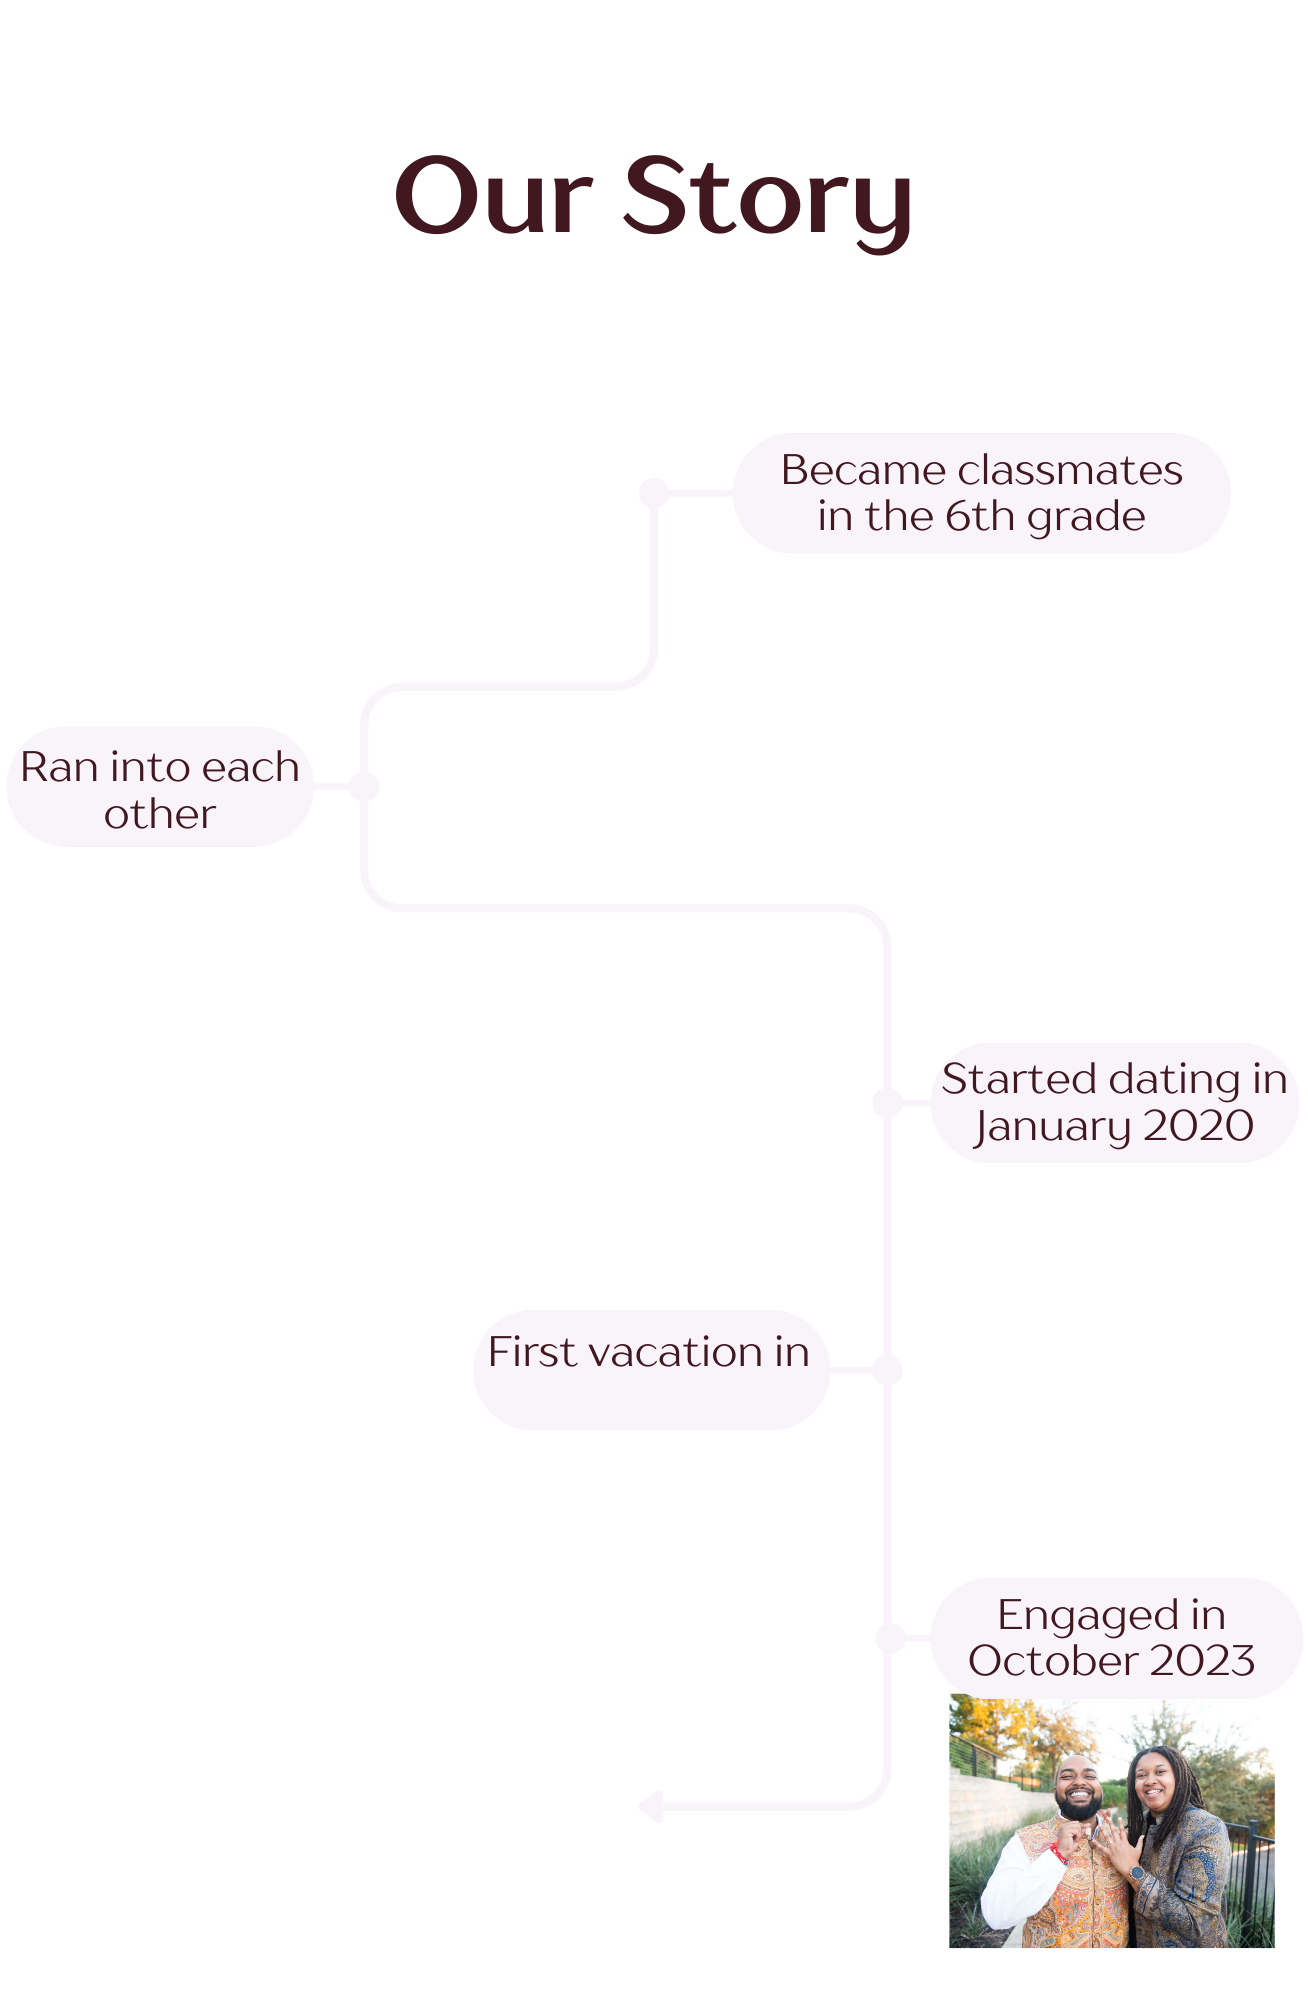 Our Story
Became classmates
in the 6th grade
Ran into each
other
Started dating in
January 2020
First vacation in
Engaged in
October 2023